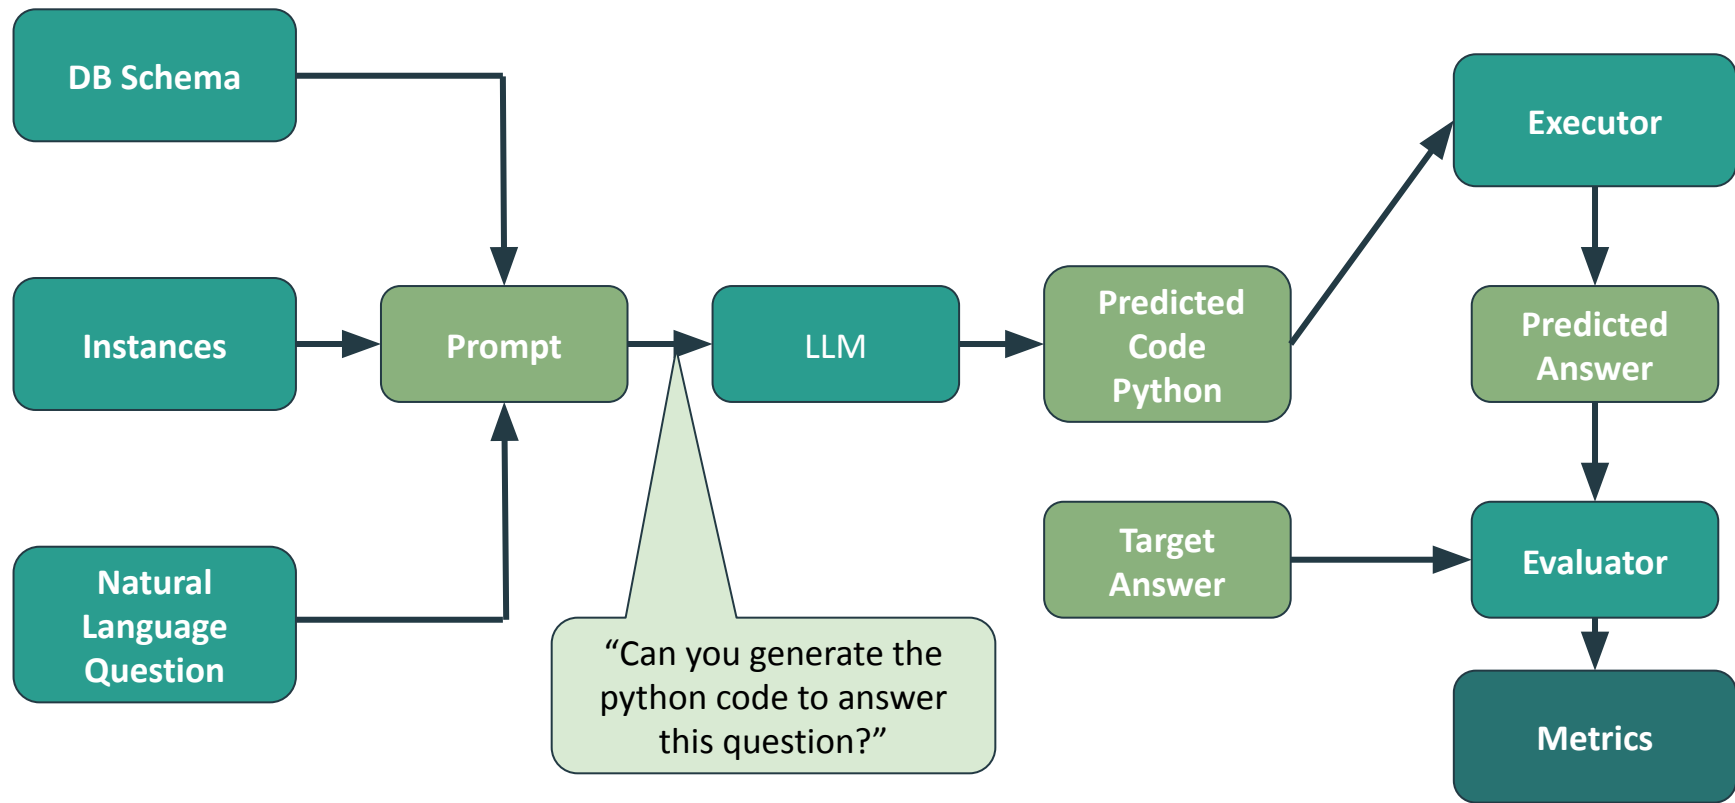 DB Schema
Executor
Instances
Prompt
LLM
Predicted
Code
Python
Predicted
Answer
Natural
Language
Question
Target
Answer
Evaluator
“Can you generate the
python code to answer
this question?”
Metrics